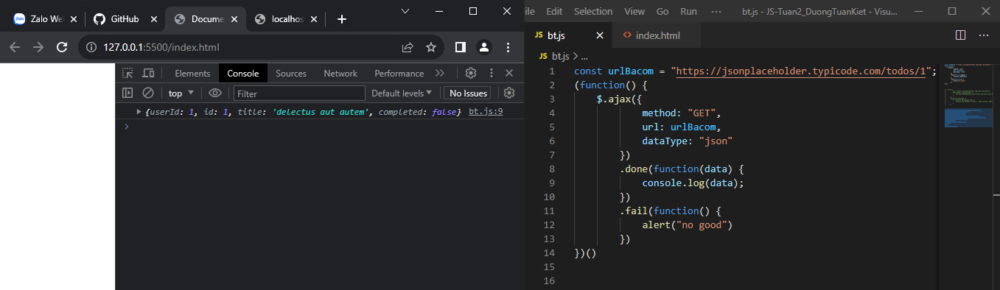 Zalo We
GitHub
Docume
localhos
127.0.0.1:5500/index.html
Elements Console Sources Network Performance
top Filter Default levels No Issues
{userId: 1, id: 1, title: 'delectus aut autem', completed: false} bt.js:9
ile Edit Selection View Go Run ··· bt.js - JS-Tuan2_DuongTuanKiet - Visu...
JS bt.js <> index.html
JS bt.js > ...
1 const urlBacom = "https://jsonplaceholder.typicode.com/todos/1";
2 (function() {
3 $.ajax({
4 method: "GET",
5 url: urlBacom,
6 dataType: "json"
7 })
8 .done(function(data) {
9 console.log(data);
10 })
11 .fail(function() {
12 alert("no good")
13 })
14 })()
15
16